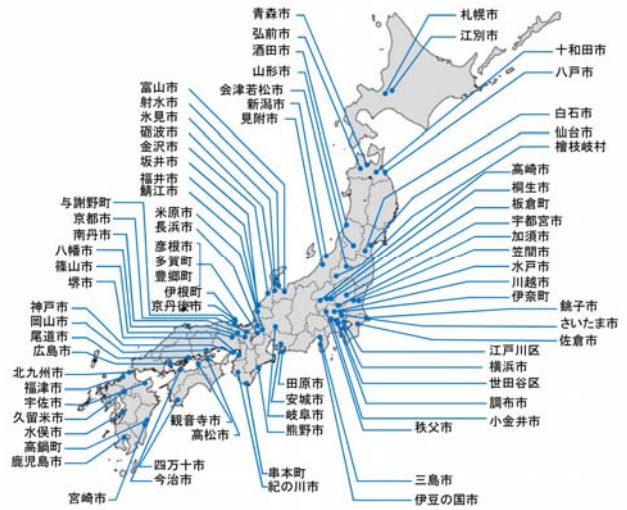 青森市
弘前市
酒田市
山形市
会津若松市
新潟市
見附市
札幌市
江別市
十和田市
八戸市
白石市
仙台市
檜枝岐村
高崎市
桐生市
板倉町
宇都宮市
加須市
笠間市
水戸市
川越市
伊奈町
銚子市
さいたま市
佐倉市
江戸川区
横浜市
世田谷区
調布市
小金井市
秩父市
三島市
伊豆の国市
富山市
射水市
氷見市
砺波市
金沢市
坂井市
福井市
鯖江市
与謝野町
京都市
南丹市
八幡市
篠山市
堺市
米原市
長浜市
彦根市
多賀町
豊郷町
伊根町
京丹後市
神戸市
岡山市
尾道市
広島市
北九州市
福津市
宇佐市
久留米市
水俣市
高鍋町
鹿児島市
宮崎市
四万十市
今治市
観音寺市
高松市
田原市
安城市
岐阜市
熊野市
串本町
紀の川市